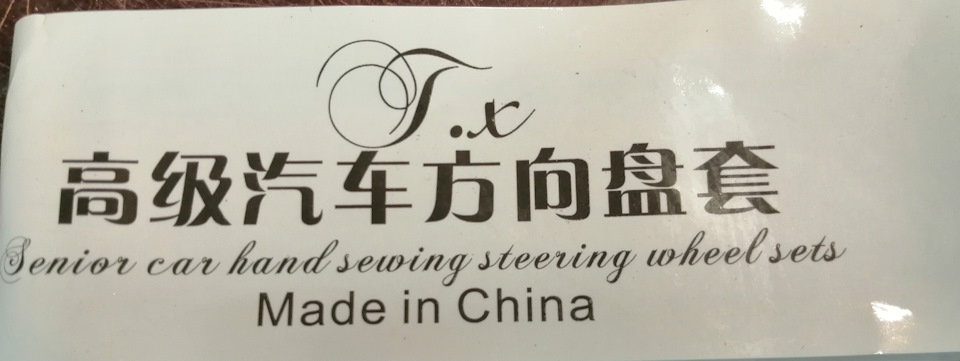 T.x
高级汽车方向盘套
Senior car hand sewing steering wheel sets
Made in China